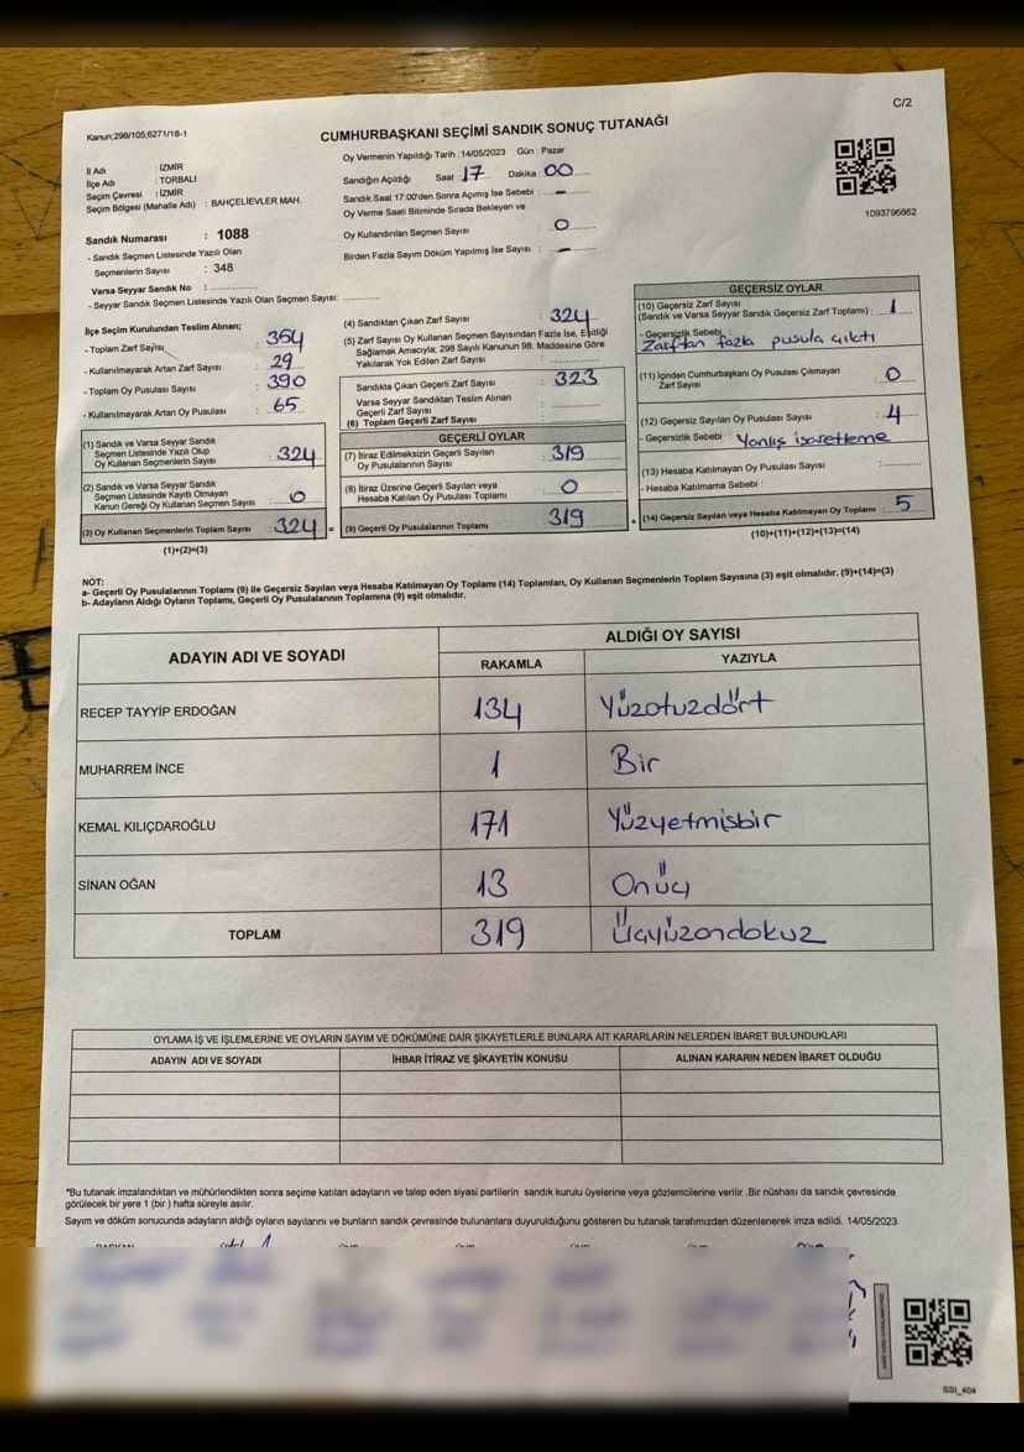 C/2
Kanun;298/105;6271/18-1
CUMHURBAŞKANI SEÇİMİ SANDIK SONUÇ TUTANAĞI
İl Adı : İZMİR
İlçe Adı : TORBALI
Seçim Çevresi : İZMİR
Seçim Bölgesi (Mahalle Adı) : BAHÇELİEVLER MAH.
Sandık Numarası : 1088
- Sandık Seçmen Listesinde Yazılı Olan
Seçmenlerin Sayısı : 348
Varsa Seyyar Sandık No :
- Seyyar Sandık Seçmen Listesinde Yazılı Olan Seçmen Sayısı:
Oy Vermenin Yapıldığı Tarih :14/05/2023 Gün : Pazar
Sandığın Açıldığı Saat : 17 Dakika : 00
Sandık Saat 17:00'den Sonra Açımış İse Sebebi : -
Oy Verme Saati Bitiminde Sırada Bekleyen ve
Oy Kullandırılan Seçmen Sayısı : 0
Birden Fazla Sayım Döküm Yapılmış İse Sayısı : -
1093796862
İlçe Seçim Kurulundan Teslim Alınan;
- Toplam Zarf Sayısı : 354
- Kullanılmayarak Artan Zarf Sayısı : 29
- Toplam Oy Pusulası Sayısı : 390
- Kullanılmayarak Artan Oy Pusulası : 65
(1) Sandık ve Varsa Seyyar Sandık
Seçmen Listesinde Yazılı Olup
Oy Kullanan Seçmenlerin Sayısı : 324
(2) Sandık ve Varsa Seyyar Sandık
Seçmen Listesinde Kayıtlı Olmayan
Kanun Gereği Oy Kullanan Seçmen Sayısı : 0
(3) Oy Kullanan Seçmenlerin Toplam Sayısı : 324
(1)+(2)=(3)
(4) Sandıktan Çıkan Zarf Sayısı : 324
(5) Zarf Sayısı Oy Kullanan Seçmen Sayısından Fazla İse, Eşitliği
Sağlamak Amacıyla, 298 Sayılı Kanunun 98. Maddesine Göre
Yakılarak Yok Edilen Zarf Sayısı :
Sandıkta Çıkan Geçerli Zarf Sayısı : 323
Varsa Seyyar Sandıktan Teslim Alınan
Geçerli Zarf Sayısı :
(6) Toplam Geçerli Zarf Sayısı :
GEÇERLİ OYLAR
(7) İtiraz Edilmeksizin Geçerli Sayılan
Oy Pusulasının Sayısı : 319
(8) İtiraz Üzerine Geçerli Sayılan veya
Hesaba Katılan Oy Pusulası Toplamı : 0
(9) Geçerli Oy Pusulalarının Toplamı : 319
GEÇERSİZ OYLAR
(10) Geçersiz Zarf Sayısı
(Sandık ve Varsa Seyyar Sandık Geçersiz Zarf Toplamı) : 1
- Geçersizlik Sebebi :
Zarftan fazla pusula çıktı
(11) İçinden Cumhurbaşkanı Oy Pusulası Çıkmayan
Zarf Sayısı : 0
(12) Geçersiz Sayılan Oy Pusulası Sayısı : 4
- Geçersizlik Sebebi : Yanlış işaretleme
(13) Hesaba Katılmayan Oy Pusulası Sayısı :
- Hesaba Katılmama Sebebi :
(14) Geçersiz Sayılan veya Hesaba Katılmayan Oy Toplamı : 5
(10)+(11)+(12)+(13)=(14)
NOT:
a- Geçerli Oy Pusulalarının Toplamı (9) ile Geçersiz Sayılan veya Hesaba Katılmayan Oy Toplamı (14) Toplamları, Oy Kullanan Seçmenlerin Toplam Sayısına (3) eşit olmalıdır. (9)+(14)=(3)
b- Adayların Aldığı Oyların Toplamı, Geçerli Oy Pusulalarının Toplamına (9) eşit olmalıdır.
ADAYIN ADI VE SOYADI ALDIĞI OY SAYISI
RAKAMLA YAZIYLA
RECEP TAYYİP ERDOĞAN 134 Yüzotuzdört
MUHARREM İNCE 1 Bir
KEMAL KILIÇDAROĞLU 171 Yüzyetmişbir
SİNAN OĞAN 13 Onüç
TOPLAM 319 Üçyüzondokuz
OYLAMA İŞ VE İŞLEMLERİNE VE OYLARIN SAYIM VE DÖKÜMÜNE DAİR ŞİKAYETLERLE BUNLARA AİT KARARLARIN NELERDEN İBARET BULUNDUKLARI
ADAYIN ADI VE SOYADI İHBAR İTİRAZ VE ŞİKAYETİN KONUSU ALINAN KARARIN NEDEN İBARET OLDUĞU
*Bu tutanak imzalandıktan ve mühürlendikten sonra seçime katılan adayların ve talep eden siyasi partilerin sandık kurulu üyelerine veya gözlemcilerine verilir .Bir nüshası da sandık çevresinde
görülecek bir yere 1 (bir ) hafta süreyle asılır.
Sayım ve döküm sonucunda adayların aldığı oyların sayılarını ve bunların sandık çevresinde bulunanlara duyurulduğunu gösteren bu tutanak tarafımızdan düzenlenerek imza edildi. 14/05/2023
SSI_404